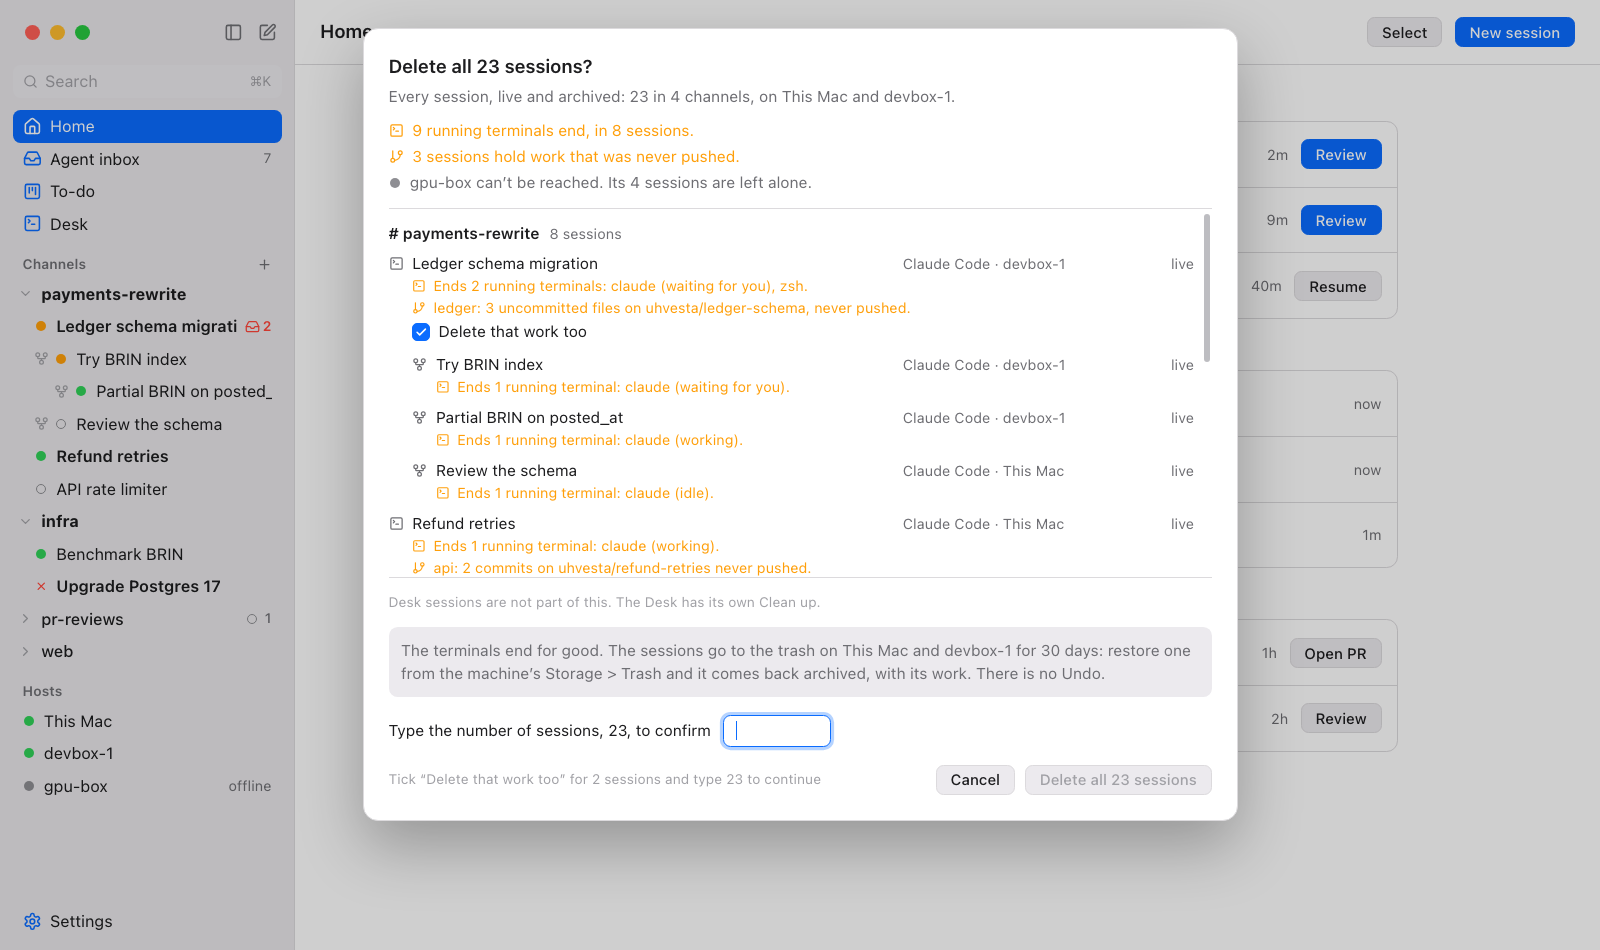 Search
⌘K
Home
Agent inbox
7
To-do
Desk
Channels
payments-rewrite
Ledger schema migrati
2
Try BRIN index
Partial BRIN on posted_
Review the schema
Refund retries
API rate limiter
infra
Benchmark BRIN
Upgrade Postgres 17
pr-reviews
1
web
Hosts
This Mac
devbox-1
gpu-box
offline
Settings
Home
Select
New session
Delete all 23 sessions?
Every session, live and archived: 23 in 4 channels, on This Mac and devbox-1.
9 running terminals end, in 8 sessions.
3 sessions hold work that was never pushed.
gpu-box can’t be reached. Its 4 sessions are left alone.
# payments-rewrite 8 sessions
Ledger schema migration
Claude Code · devbox-1
live
Ends 2 running terminals: claude (waiting for you), zsh.
ledger: 3 uncommitted files on uhvesta/ledger-schema, never pushed.
Delete that work too
Try BRIN index
Claude Code · devbox-1
live
Ends 1 running terminal: claude (waiting for you).
Partial BRIN on posted_at
Claude Code · devbox-1
live
Ends 1 running terminal: claude (working).
Review the schema
Claude Code · This Mac
live
Ends 1 running terminal: claude (idle).
Refund retries
Claude Code · This Mac
live
Ends 1 running terminal: claude (working).
api: 2 commits on uhvesta/refund-retries never pushed.
Desk sessions are not part of this. The Desk has its own Clean up.
The terminals end for good. The sessions go to the trash on This Mac and devbox-1 for 30 days: restore one
from the machine’s Storage > Trash and it comes back archived, with its work. There is no Undo.
Type the number of sessions, 23, to confirm
Tick “Delete that work too” for 2 sessions and type 23 to continue
Cancel
Delete all 23 sessions
2m
Review
9m
Review
40m
Resume
now
now
1m
1h
Open PR
2h
Review